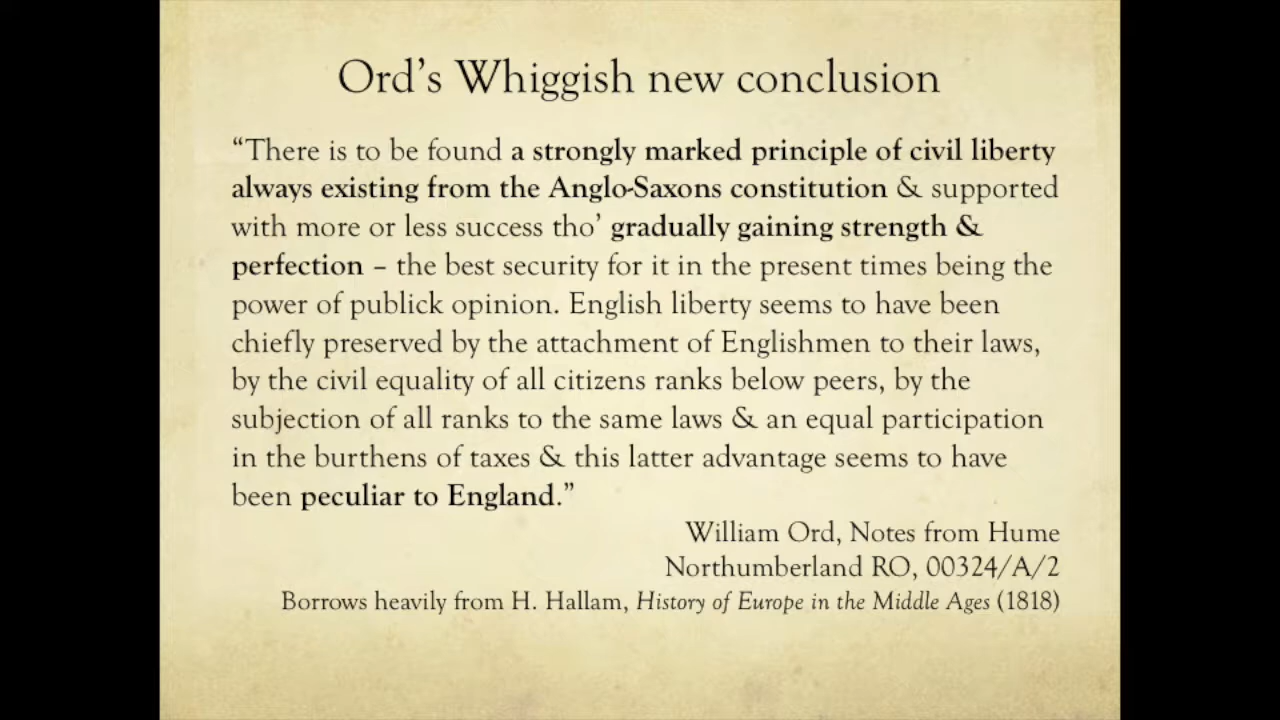 Ord’s Whiggish new conclusion
“There is to be found a strongly marked principle of civil liberty
always existing from the Anglo-Saxons constitution & supported
with more or less success tho’ gradually gaining strength &
perfection – the best security for it in the present times being the
power of publick opinion. English liberty seems to have been
chiefly preserved by the attachment of Englishmen to their laws,
by the civil equality of all citizens ranks below peers, by the
subjection of all ranks to the same laws & an equal participation
in the burthens of taxes & this latter advantage seems to have
been peculiar to England.”
William Ord, Notes from Hume
Northumberland RO, 00324/A/2
Borrows heavily from H. Hallam, History of Europe in the Middle Ages (1818)